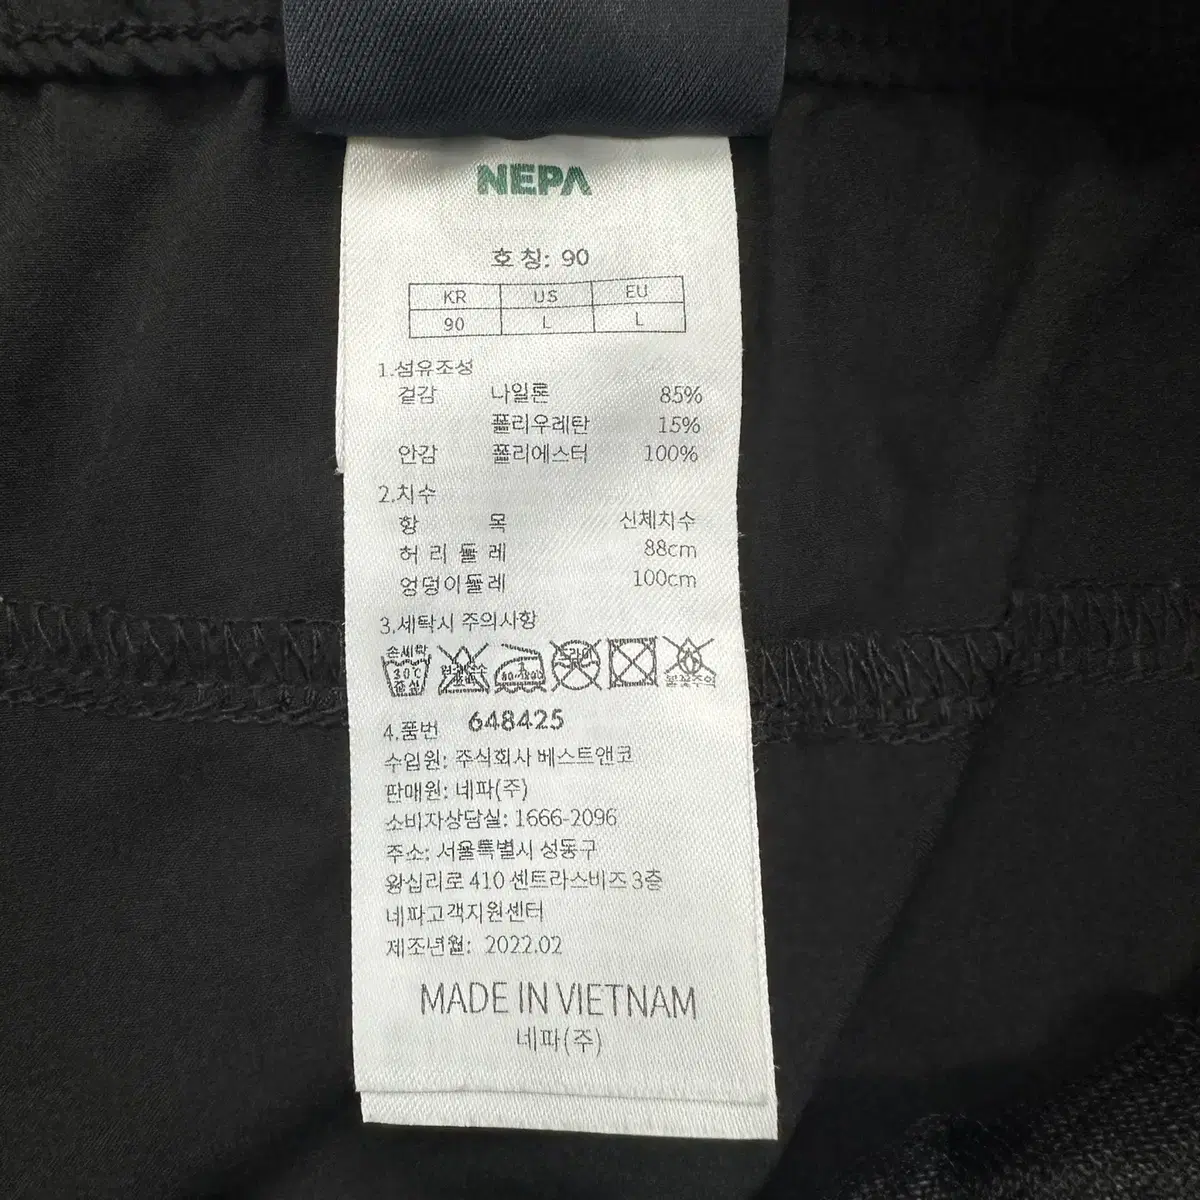 NEPA
호 칭: 90
KR US EU
90 L L
1.섬유조성
겉감 나일론 85%
폴리우레탄 15%
안감 폴리에스터 100%
2.치수
항 목 신체치수
허 리 둘 레 88cm
엉덩이둘레 100cm
3.세탁시 주의사항
손세탁
30℃
중성
드라이
불꽃주의
4.품번 648425
수입원: 주식회사 베스트앤코
판매원: 네파(주)
소비자상담실: 1666-2096
주소: 서울특별시 성동구
왕십리로 410 센트라스비즈 3층
네파고객지원센터
제조년월: 2022.02
MADE IN VIETNAM
네파(주)